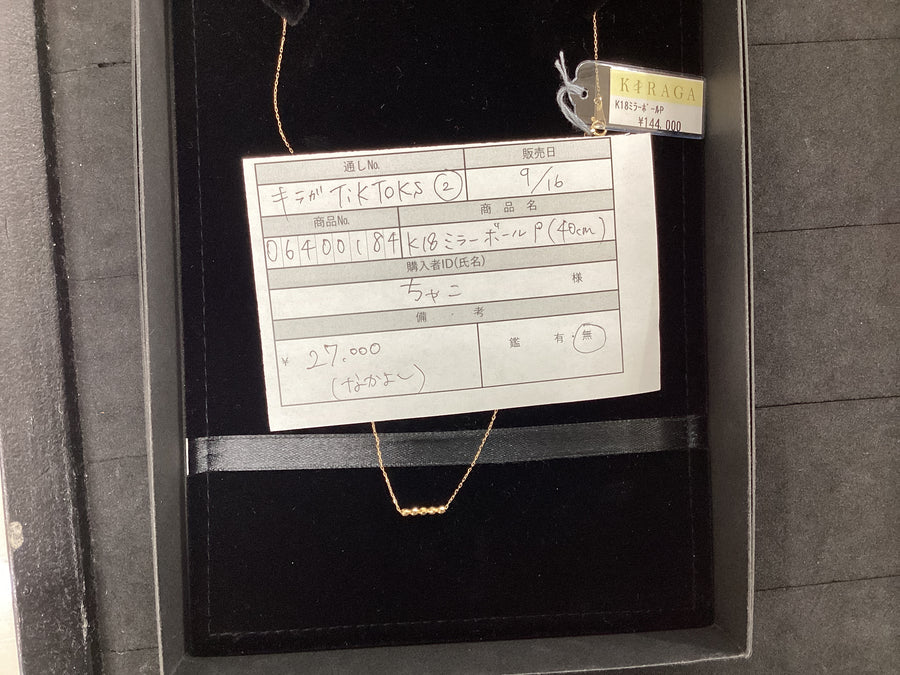 KIRAGA
K18ミラーボールP
¥144,000
通し No.
販売日
キラガ TikTOKS ②
9/16
商品No.
商品名
06400184
K18ミラーボールP(40cm)
購入者ID(氏名)
ちゃこ 様
備・考
¥ 27.000
(なかよし)
鑑 有・無